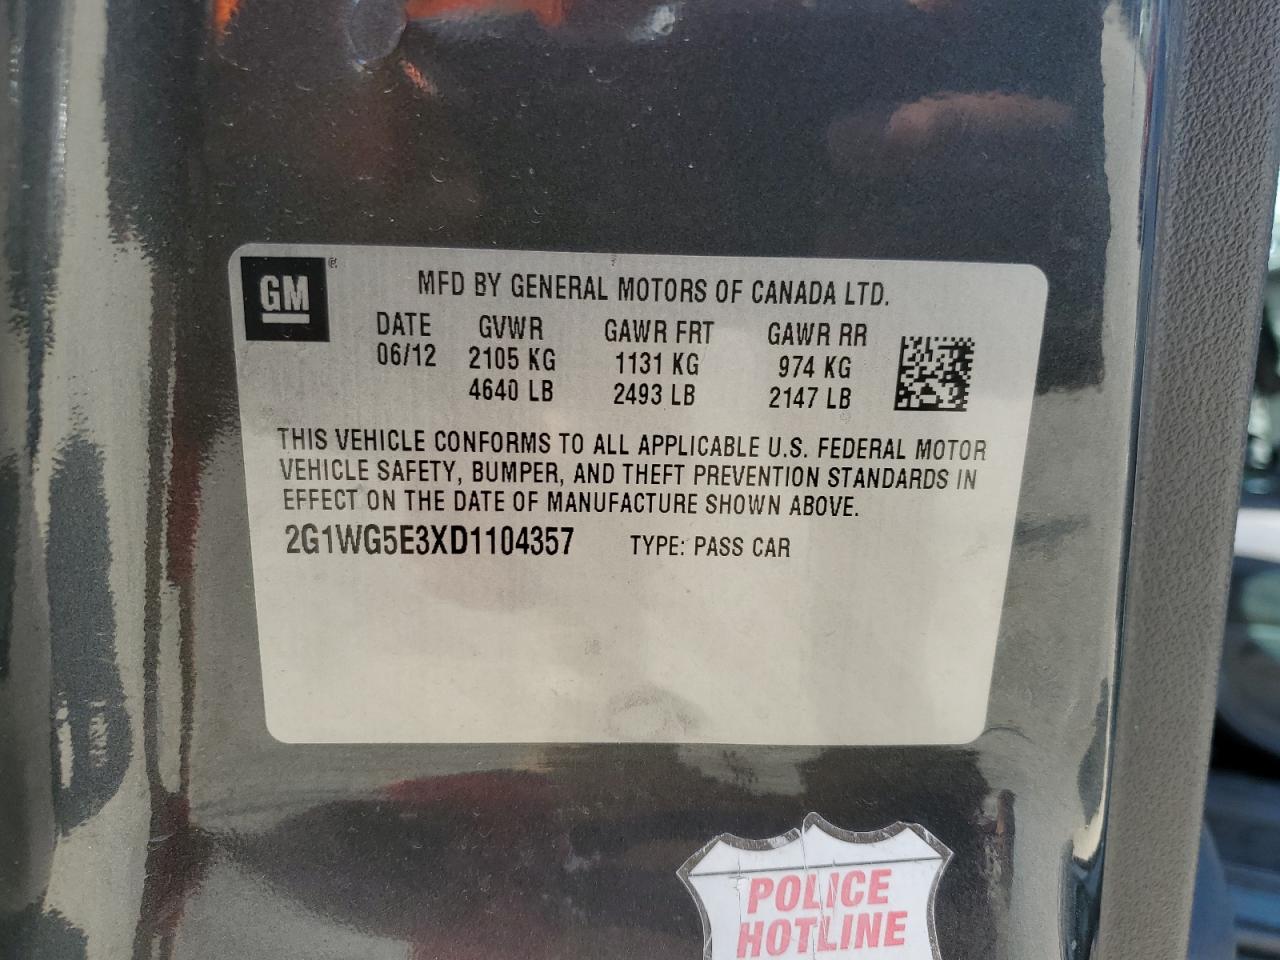 GM®
MFD BY GENERAL MOTORS OF CANADA LTD.
DATE GVWR GAWR FRT GAWR RR
06/12 2105 KG 1131 KG 974 KG
4640 LB 2493 LB 2147 LB
THIS VEHICLE CONFORMS TO ALL APPLICABLE U.S. FEDERAL MOTOR
VEHICLE SAFETY, BUMPER, AND THEFT PREVENTION STANDARDS IN
EFFECT ON THE DATE OF MANUFACTURE SHOWN ABOVE.
2G1WG5E3XD1104357 TYPE: PASS CAR
POLICE
HOTLINE